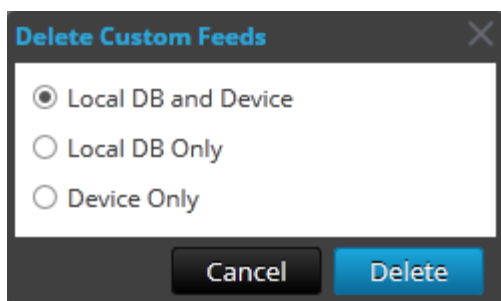 Delete Custom Feeds
Local DB and Device
Local DB Only
Device Only
Cancel Delete